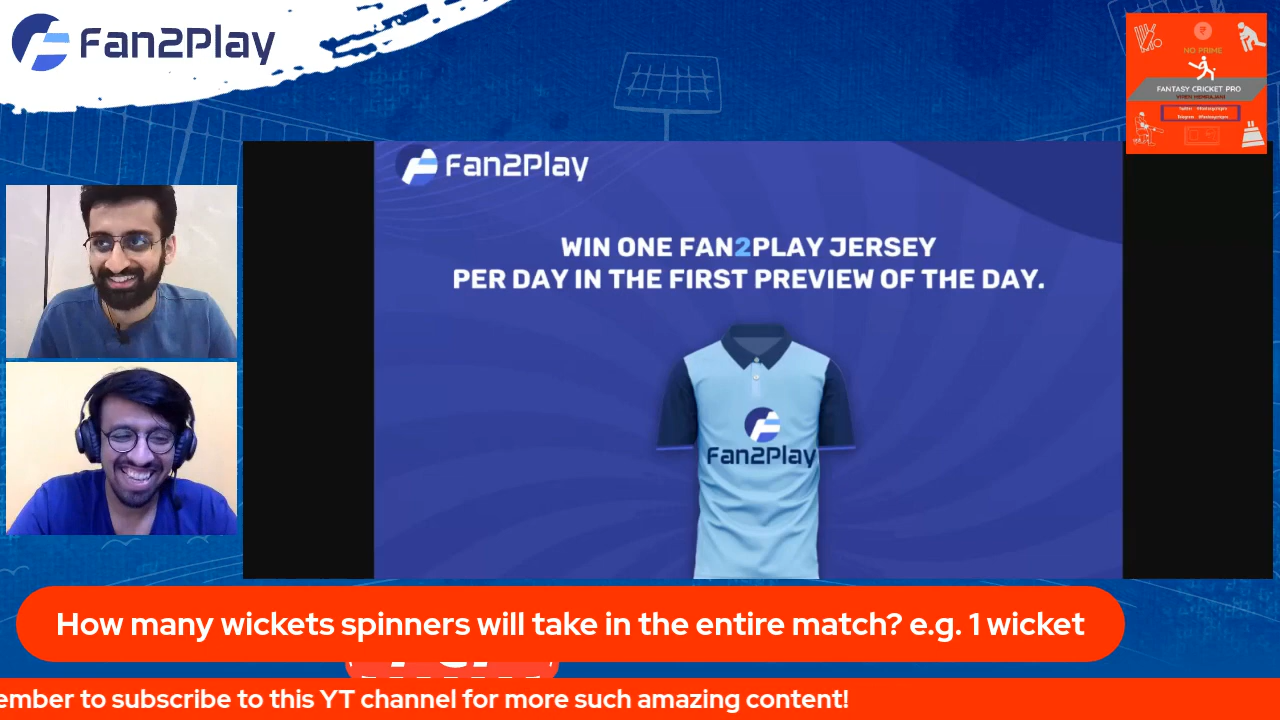 Fan2Play
NO PRIME
FANTASY CRICKET PRO
Fan2Play
WIN ONE FAN2PLAY JERSEY
PER DAY IN THE FIRST PREVIEW OF THE DAY.
Fan2Play
How many wickets spinners will take in the entire match? e.g. 1 wicket
ember to subscribe to this YT channel for more such amazing content!